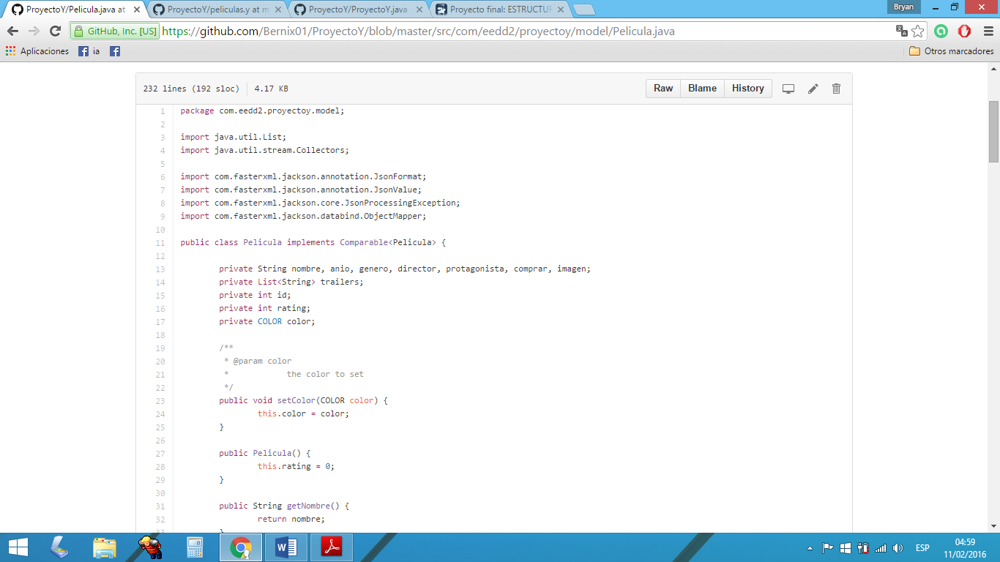 ProyectoY/Pelicula.java at
ProyectoY/peliculas.y at m
ProyectoY/ProyectoY.java
Proyecto final: ESTRUCTUR
Bryan
GitHub, Inc. [US] https://github.com/Bernix01/ProyectoY/blob/master/src/com/eedd2/proyectoy/model/Pelicula.java
Aplicaciones
ia
Otros marcadores
232 lines (192 sloc) 4.17 KB
Raw Blame History
1 package com.eedd2.proyectoy.model;
2
3 import java.util.List;
4 import java.util.stream.Collectors;
5
6 import com.fasterxml.jackson.annotation.JsonFormat;
7 import com.fasterxml.jackson.annotation.JsonValue;
8 import com.fasterxml.jackson.core.JsonProcessingException;
9 import com.fasterxml.jackson.databind.ObjectMapper;
10
11 public class Pelicula implements Comparable<Pelicula> {
12
13 private String nombre, anio, genero, director, protagonista, comprar, imagen;
14 private List<String> trailers;
15 private int id;
16 private int rating;
17 private COLOR color;
18
19 /**
20 * @param color
21 * the color to set
22 */
23 public void setColor(COLOR color) {
24 this.color = color;
25 }
26
27 public Pelicula() {
28 this.rating = 0;
29 }
30
31 public String getNombre() {
32 return nombre;
33 }
ESP
04:59
11/02/2016